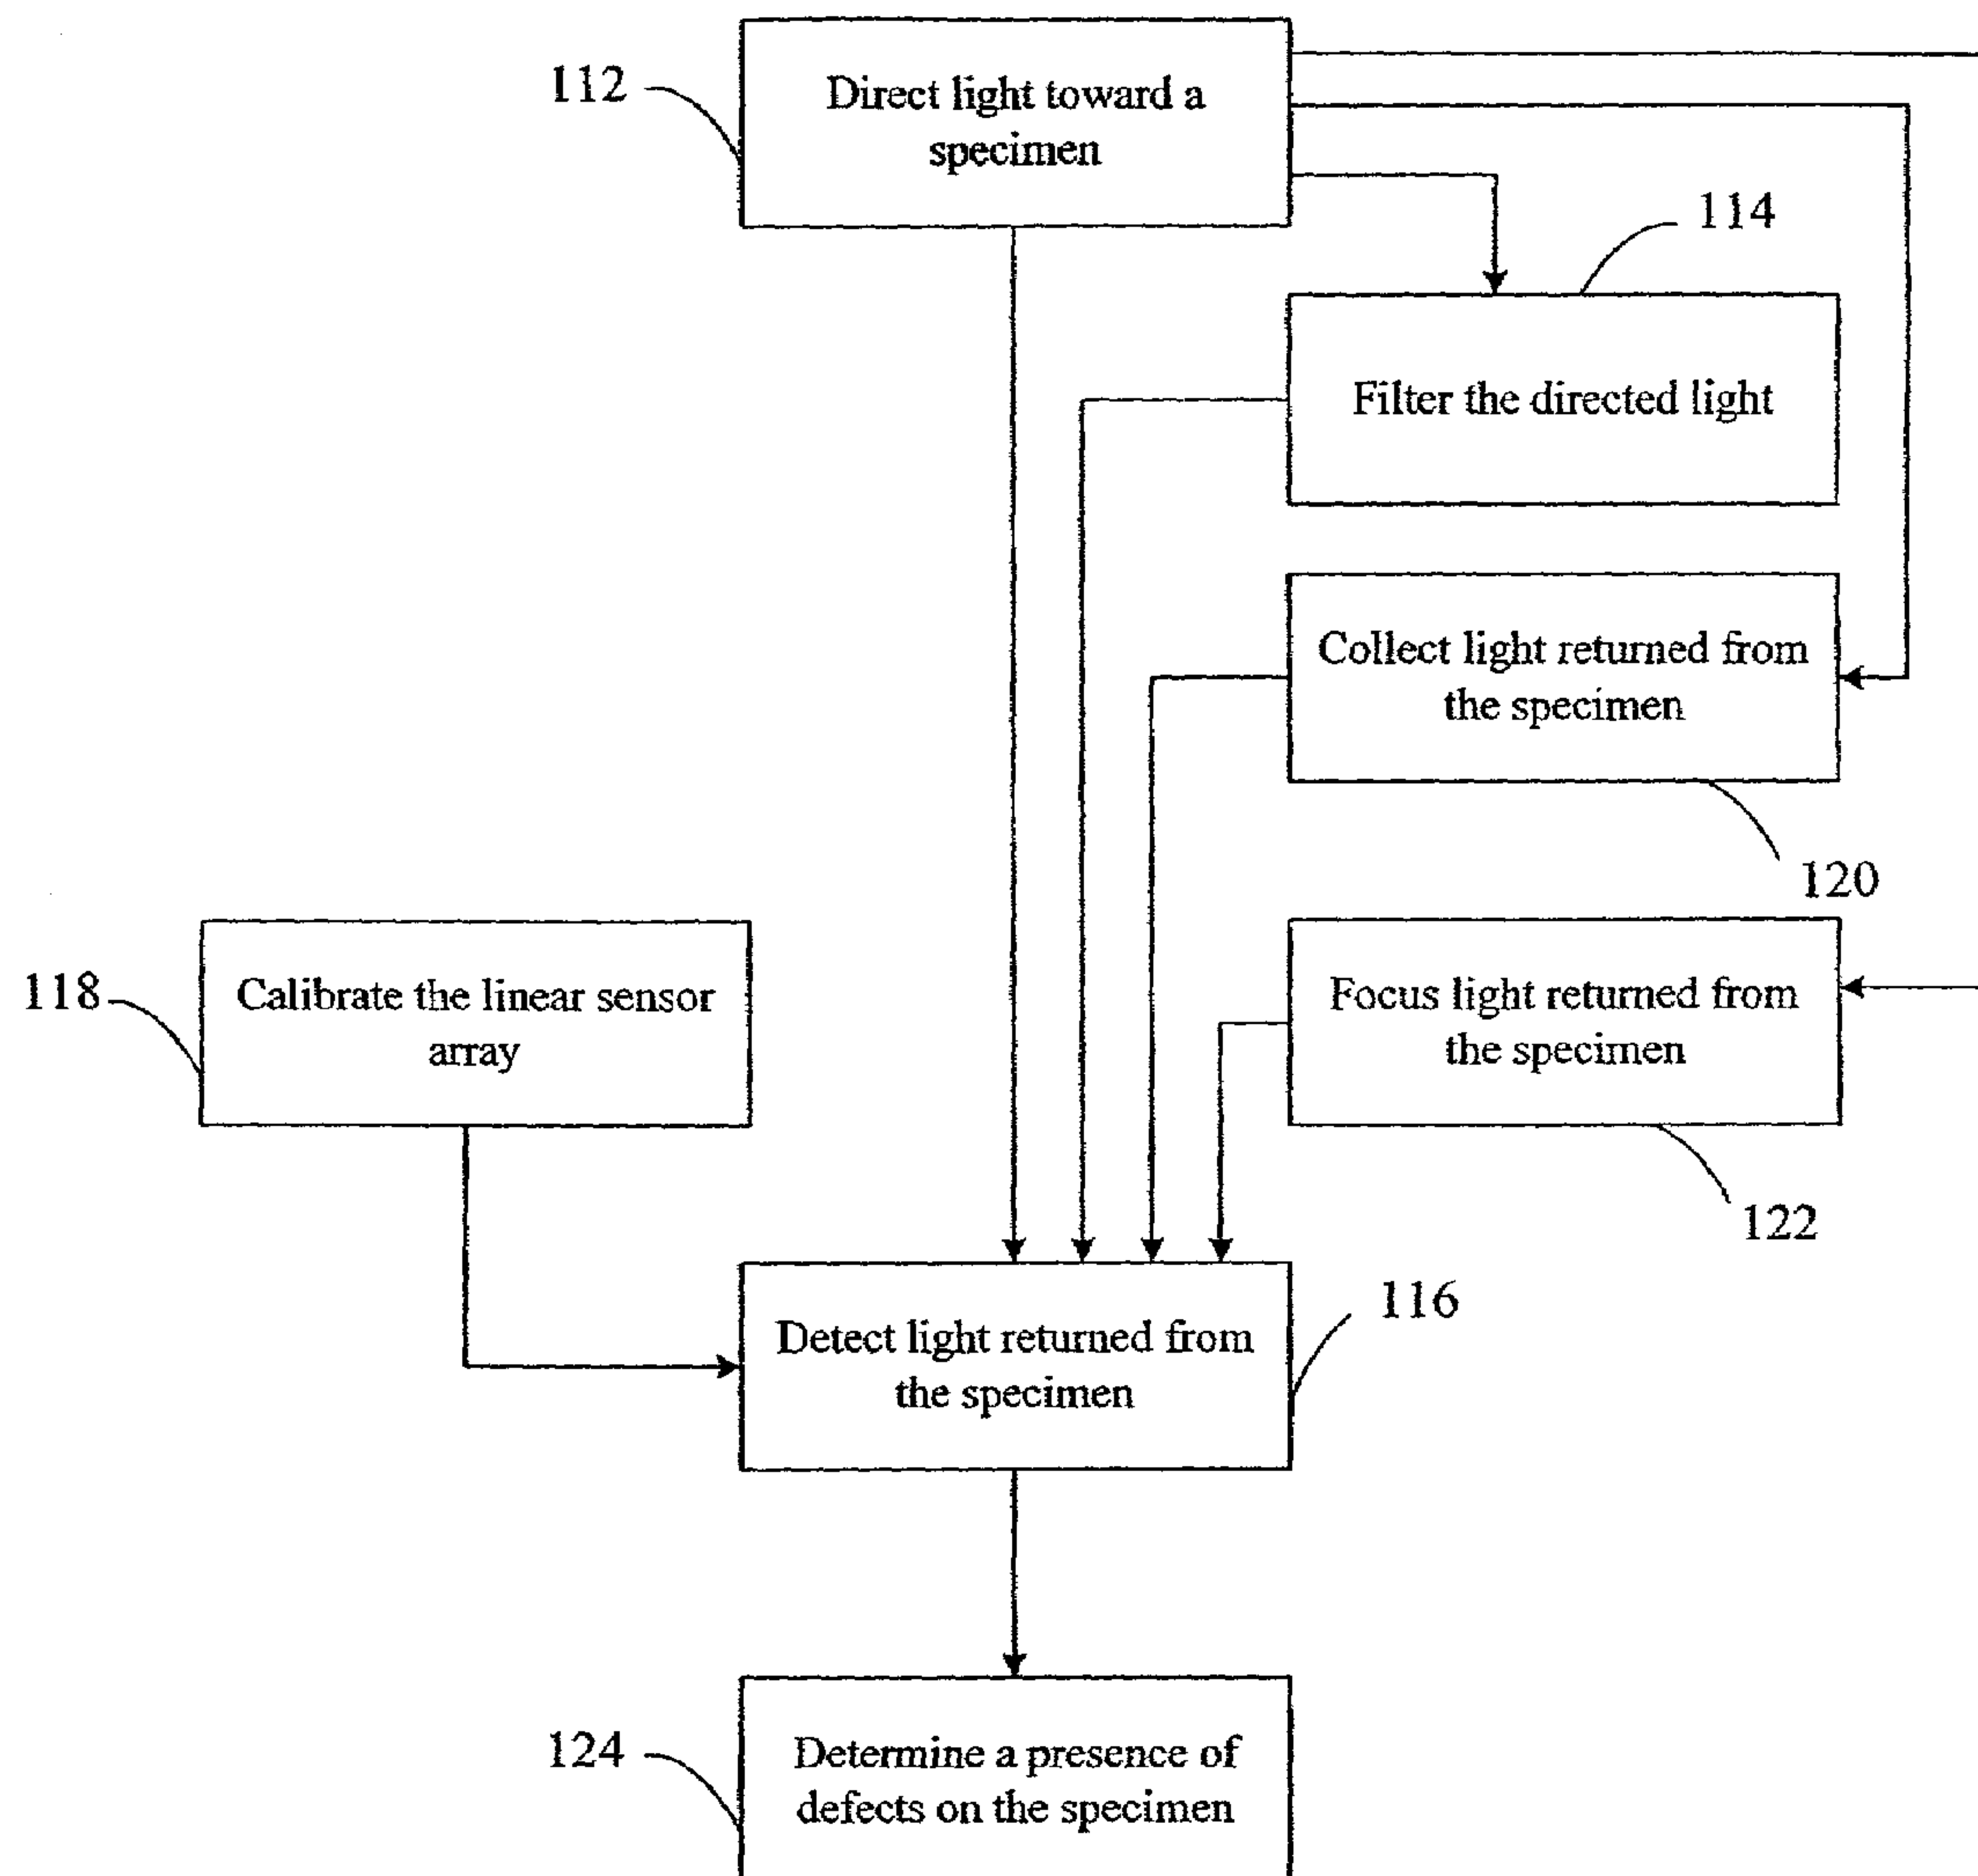 112
Direct light toward a
specimen
114
Filter the directed light
Collect light returned from
the specimen
120
118
Calibrate the linear sensor
array
Focus light returned from
the specimen
122
116
Detect light returned from
the specimen
124
Determine a presence of
defects on the specimen